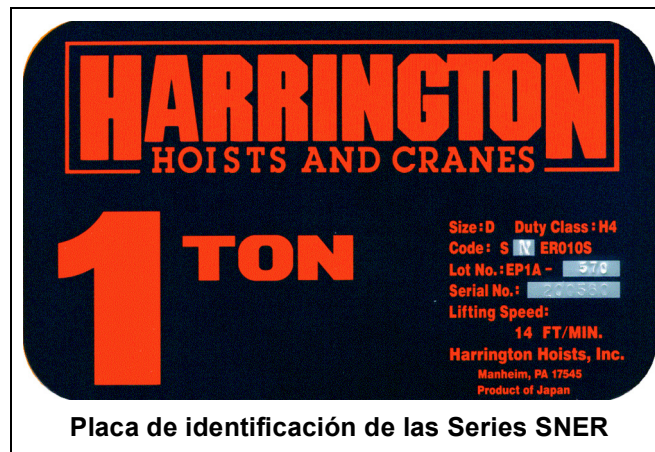 HARRINGTON
HOISTS AND CRANES
1 TON
Size:D Duty Class:H4
Code: S N ER010S
Lot No.:EP1A- 570
Serial No.: 200560
Lifting Speed:
14 FT/MIN.
Harrington Hoists, Inc.
Manheim, PA 17545
Product of Japan
Placa de identificación de las Series SNER